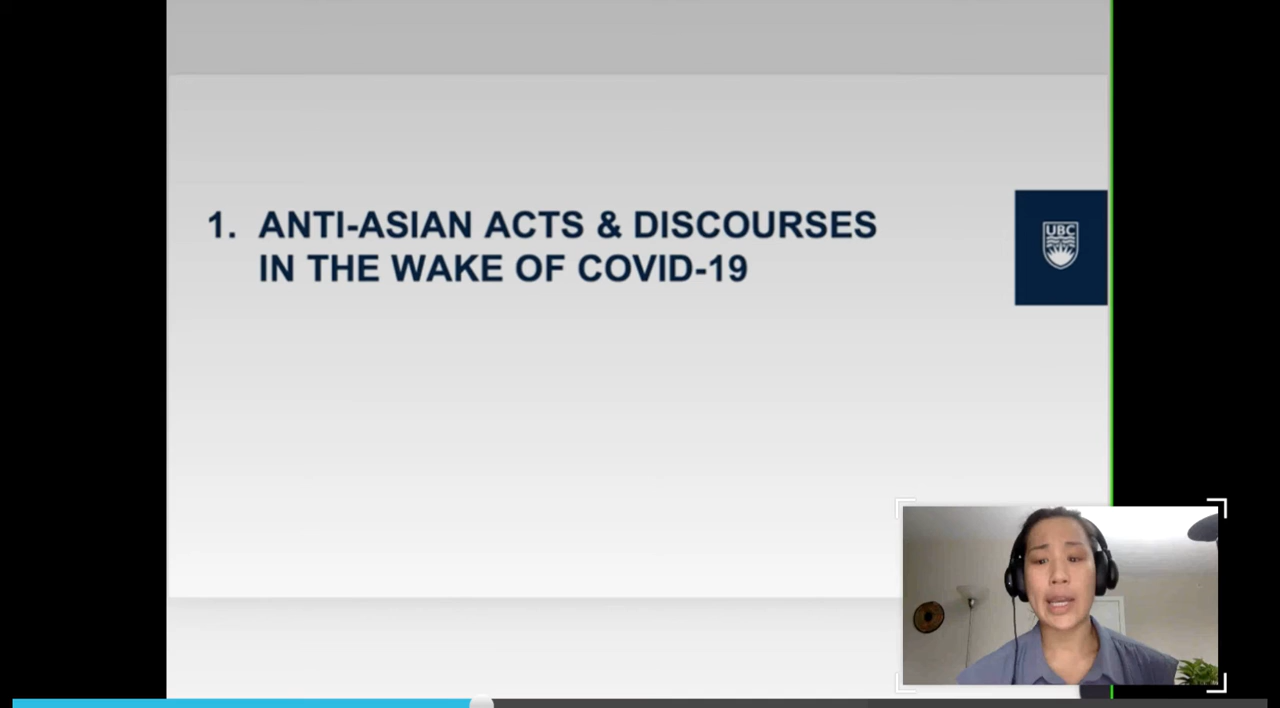 1. ANTI-ASIAN ACTS & DISCOURSES
IN THE WAKE OF COVID-19
UBC